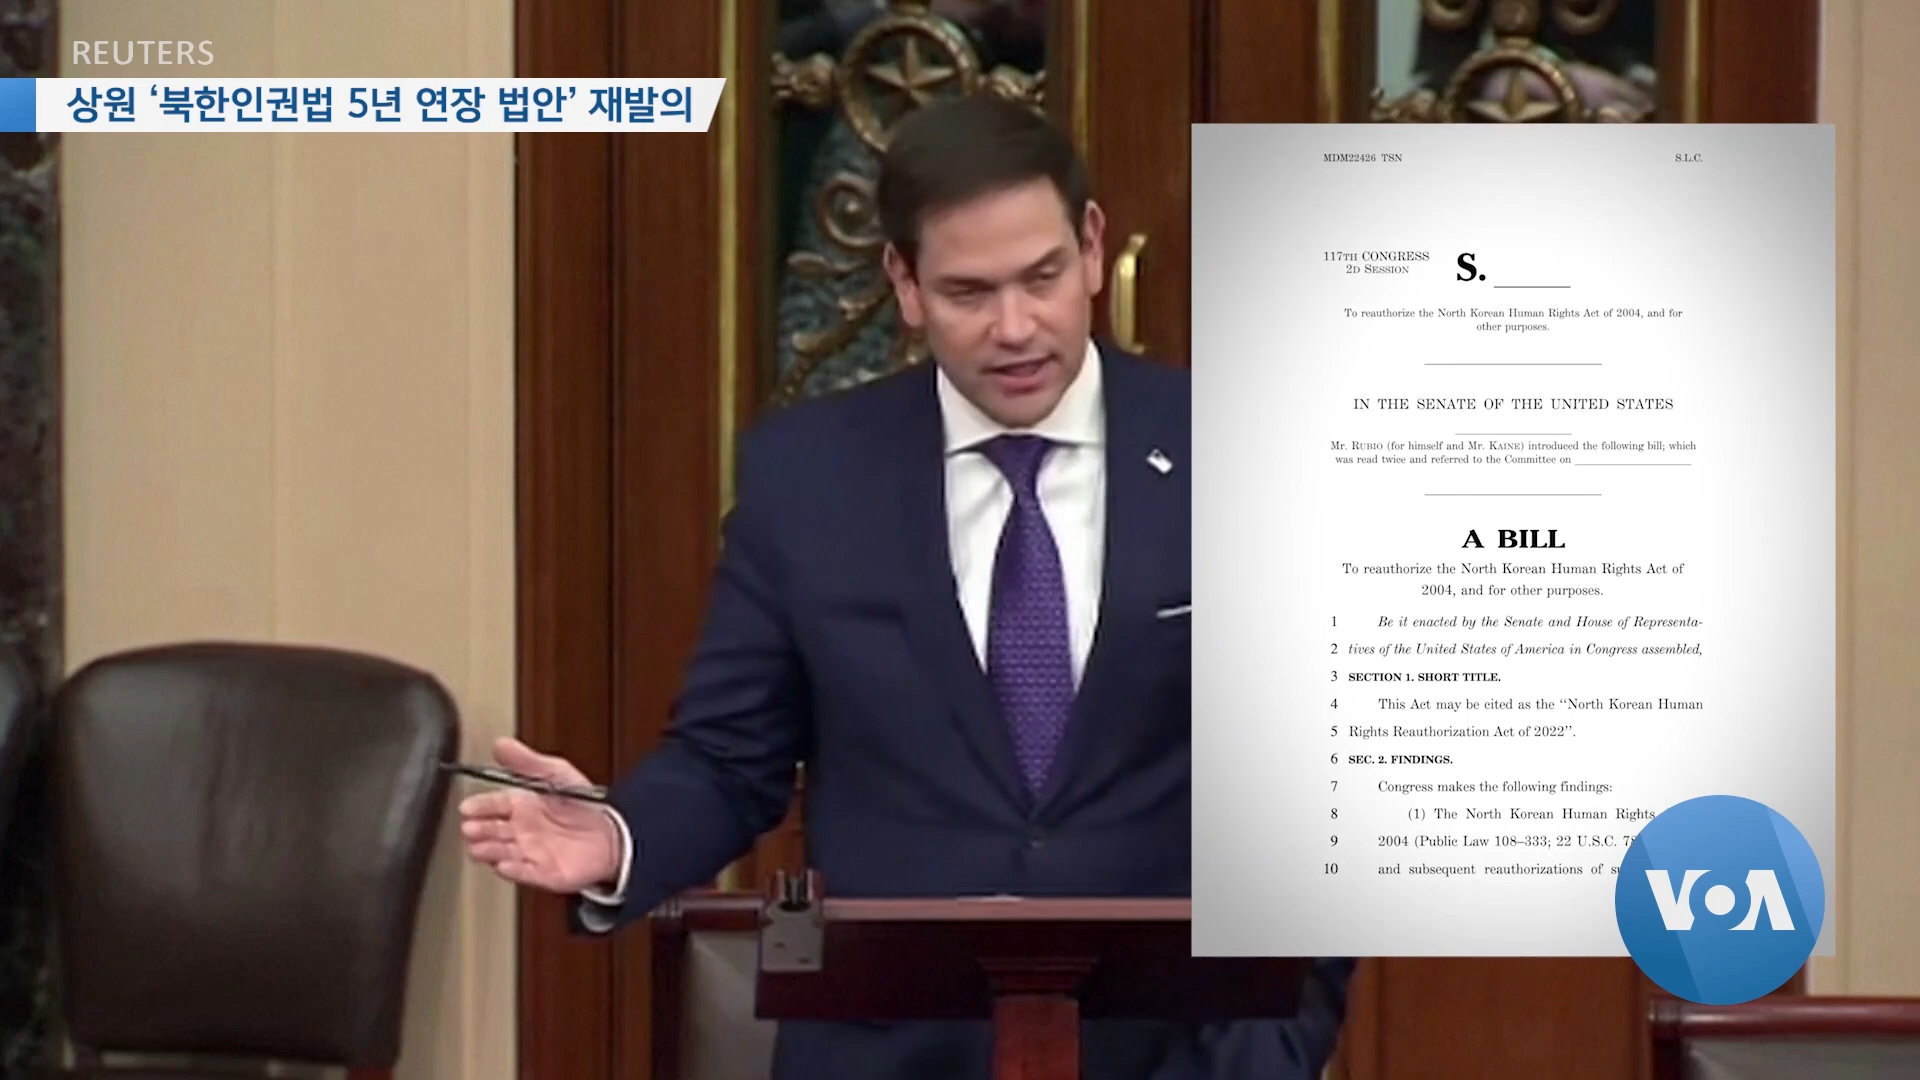 REUTERS
상원 ‘북한인권법 5년 연장 법안’ 재발의
MDM22426 TSN S.L.C.
117TH CONGRESS
2D SESSION
S.
To reauthorize the North Korean Human Rights Act of 2004, and for
other purposes.
IN THE SENATE OF THE UNITED STATES
Mr. RUBIO (for himself and Mr. KAINE) introduced the following bill; which
was read twice and referred to the Committee on
A BILL
To reauthorize the North Korean Human Rights Act of
2004, and for other purposes.
1 Be it enacted by the Senate and House of Representa-
2 tives of the United States of America in Congress assembled,
3 SECTION 1. SHORT TITLE.
4 This Act may be cited as the ‘‘North Korean Human
5 Rights Reauthorization Act of 2022’’.
6 SEC. 2. FINDINGS.
7 Congress makes the following findings:
8 (1) The North Korean Human Rights
9 2004 (Public Law 108–333; 22 U.S.C.
10 and subsequent reauthorizations of
VOA